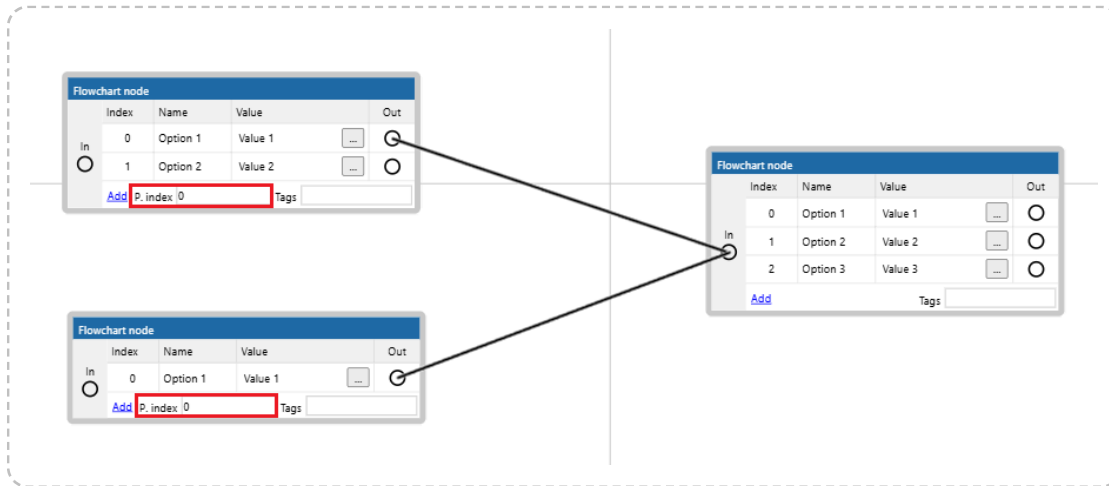 Flowchart node
Index Name Value Out
In
0 Option 1 Value 1 ...
1 Option 2 Value 2 ...
Add P. index 0 Tags
Flowchart node
Index Name Value Out
In
0 Option 1 Value 1 ...
1 Option 2 Value 2 ...
2 Option 3 Value 3 ...
Add Tags
Flowchart node
Index Name Value Out
In
0 Option 1 Value 1 ...
Add P. index 0 Tags